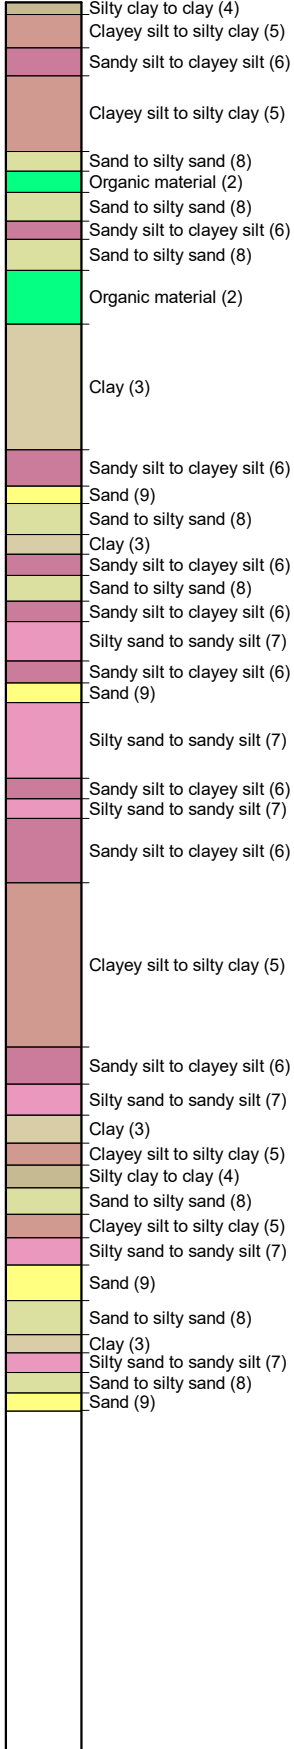 Silty clay to clay (4)
Clayey silt to silty clay (5)
Sandy silt to clayey silt (6)
Clayey silt to silty clay (5)
Sand to silty sand (8)
Organic material (2)
Sand to silty sand (8)
Sandy silt to clayey silt (6)
Sand to silty sand (8)
Organic material (2)
Clay (3)
Sandy silt to clayey silt (6)
Sand (9)
Sand to silty sand (8)
Clay (3)
Sandy silt to clayey silt (6)
Sand to silty sand (8)
Sandy silt to clayey silt (6)
Silty sand to sandy silt (7)
Sandy silt to clayey silt (6)
Sand (9)
Silty sand to sandy silt (7)
Sandy silt to clayey silt (6)
Silty sand to sandy silt (7)
Sandy silt to clayey silt (6)
Clayey silt to silty clay (5)
Sandy silt to clayey silt (6)
Silty sand to sandy silt (7)
Clay (3)
Clayey silt to silty clay (5)
Silty clay to clay (4)
Sand to silty sand (8)
Clayey silt to silty clay (5)
Silty sand to sandy silt (7)
Sand (9)
Sand to silty sand (8)
Clay (3)
Silty sand to sandy silt (7)
Sand to silty sand (8)
Sand (9)